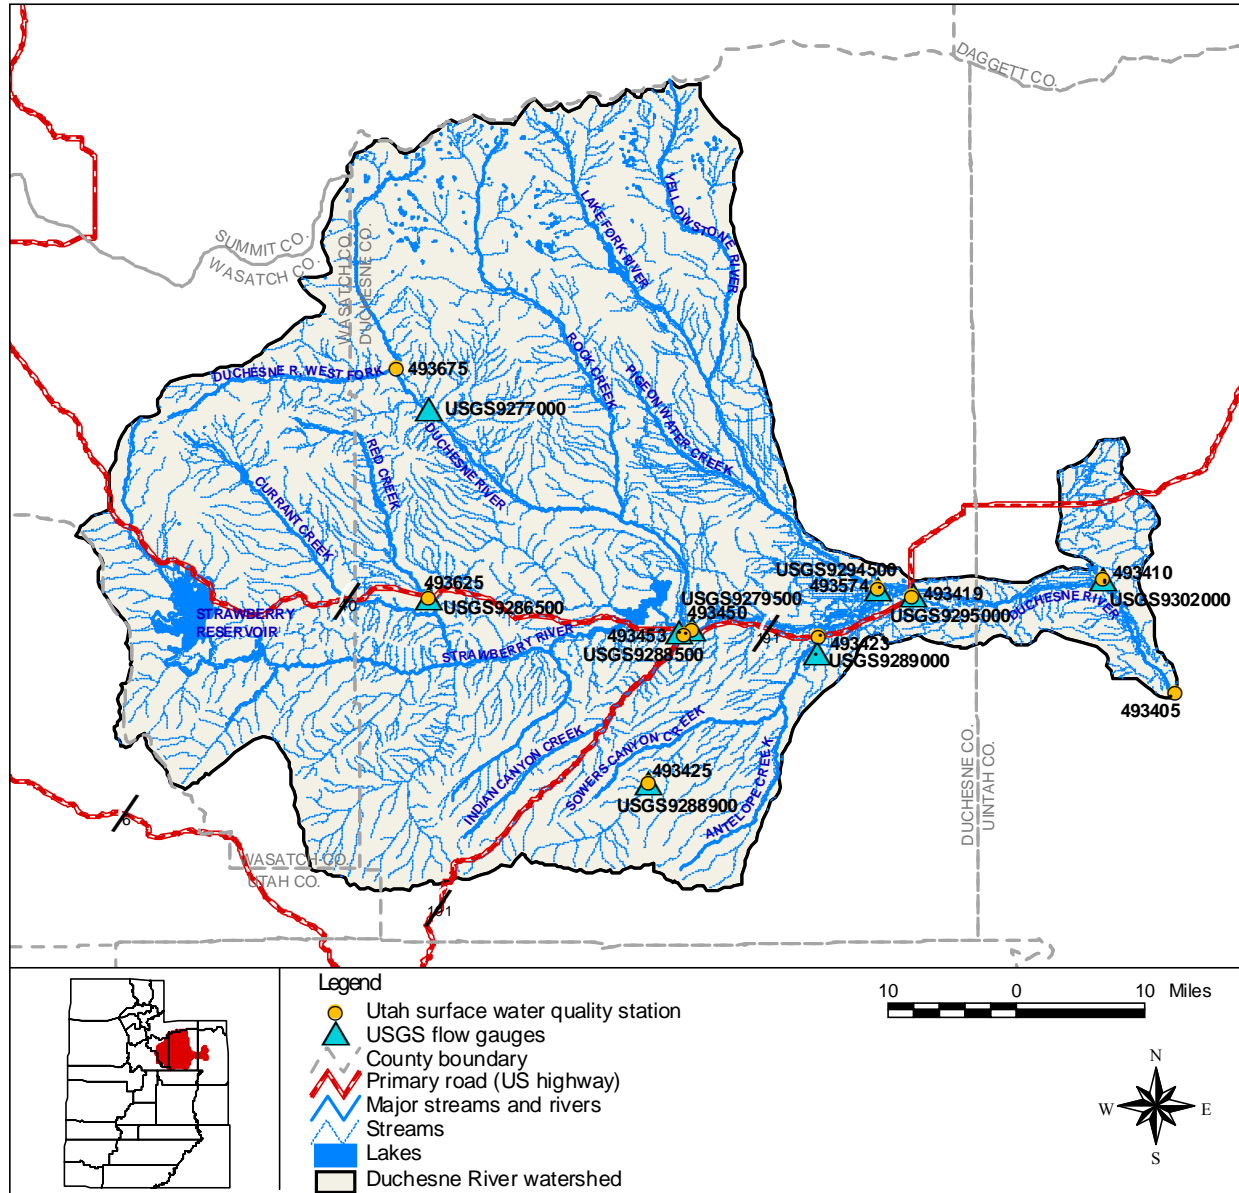 DAGGETT CO.
SUMMIT CO.
WASATCH CO.
WASATCH CO.
DUCHESNE CO.
YELLOWSTONE RIVER
LAKE FORK RIVER
ROCK CREEK
PIGEON WATER CREEK
DUCHESNE R. WEST FORK
493675
USGS9277000
DUCHESNE RIVER
RED CREEK
CURRANT CREEK
493625
USGS9286500
40
STRAWBERRY
RESERVOIR
STRAWBERRY RIVER
USGS9279500
493450
493453
USGS9288500
191
USGS9294500
493574
493419
USGS9295000
493423
USGS9289000
493410
USGS9302000
DUCHESNE RIVER
493405
INDIAN CANYON CREEK
SOWERS CANYON CREEK
ANTELOPE CREEK
493425
USGS9288900
DUCHESNE CO.
UINTAH CO.
6
WASATCH CO.
UTAH CO.
191
Legend
Utah surface water quality station
USGS flow gauges
County boundary
Primary road (US highway)
Major streams and rivers
Streams
Lakes
Duchesne River watershed
10 0 10 Miles
N
W E
S